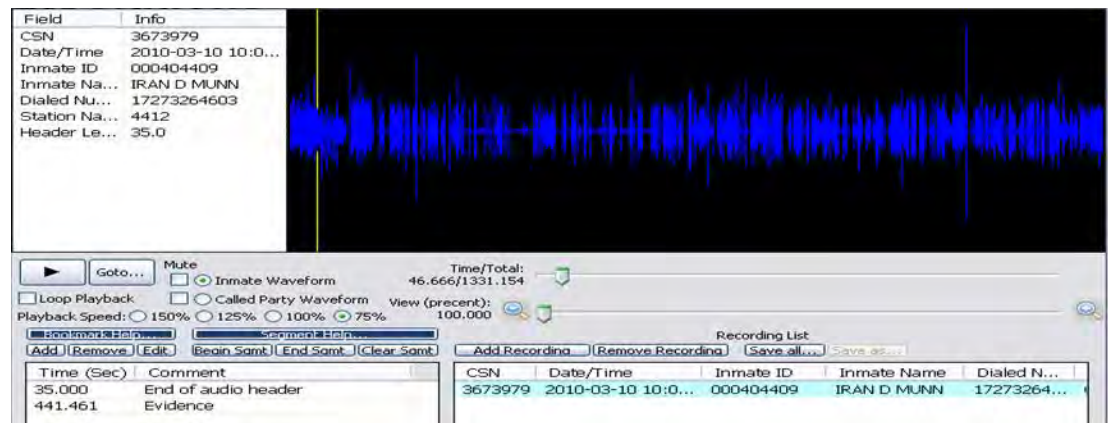 Field Info
CSN 3673979
Date/Time 2010-03-10 10:0...
Inmate ID 000404409
Inmate Na... IRAN D MUNN
Dialed Nu... 17273264603
Station Na... 4412
Header Le... 35.0
Goto...
Mute
Inmate Waveform
Time/Total:
46.666/1331.154
Loop Playback
Called Party Waveform
View (precent):
100.000
Playback Speed: 150% 125% 100% 75%
Bookmark Help...
Segment Help...
Recording List
Add Remove Edit Begin Sgmt End Sgmt Clear Sgmt
Add Recording Remove Recording Save all... Save as...
Time (Sec) Comment
35.000 End of audio header
441.461 Evidence
CSN Date/Time Inmate ID Inmate Name Dialed N...
3673979 2010-03-10 10:0... 000404409 IRAN D MUNN 17273264...